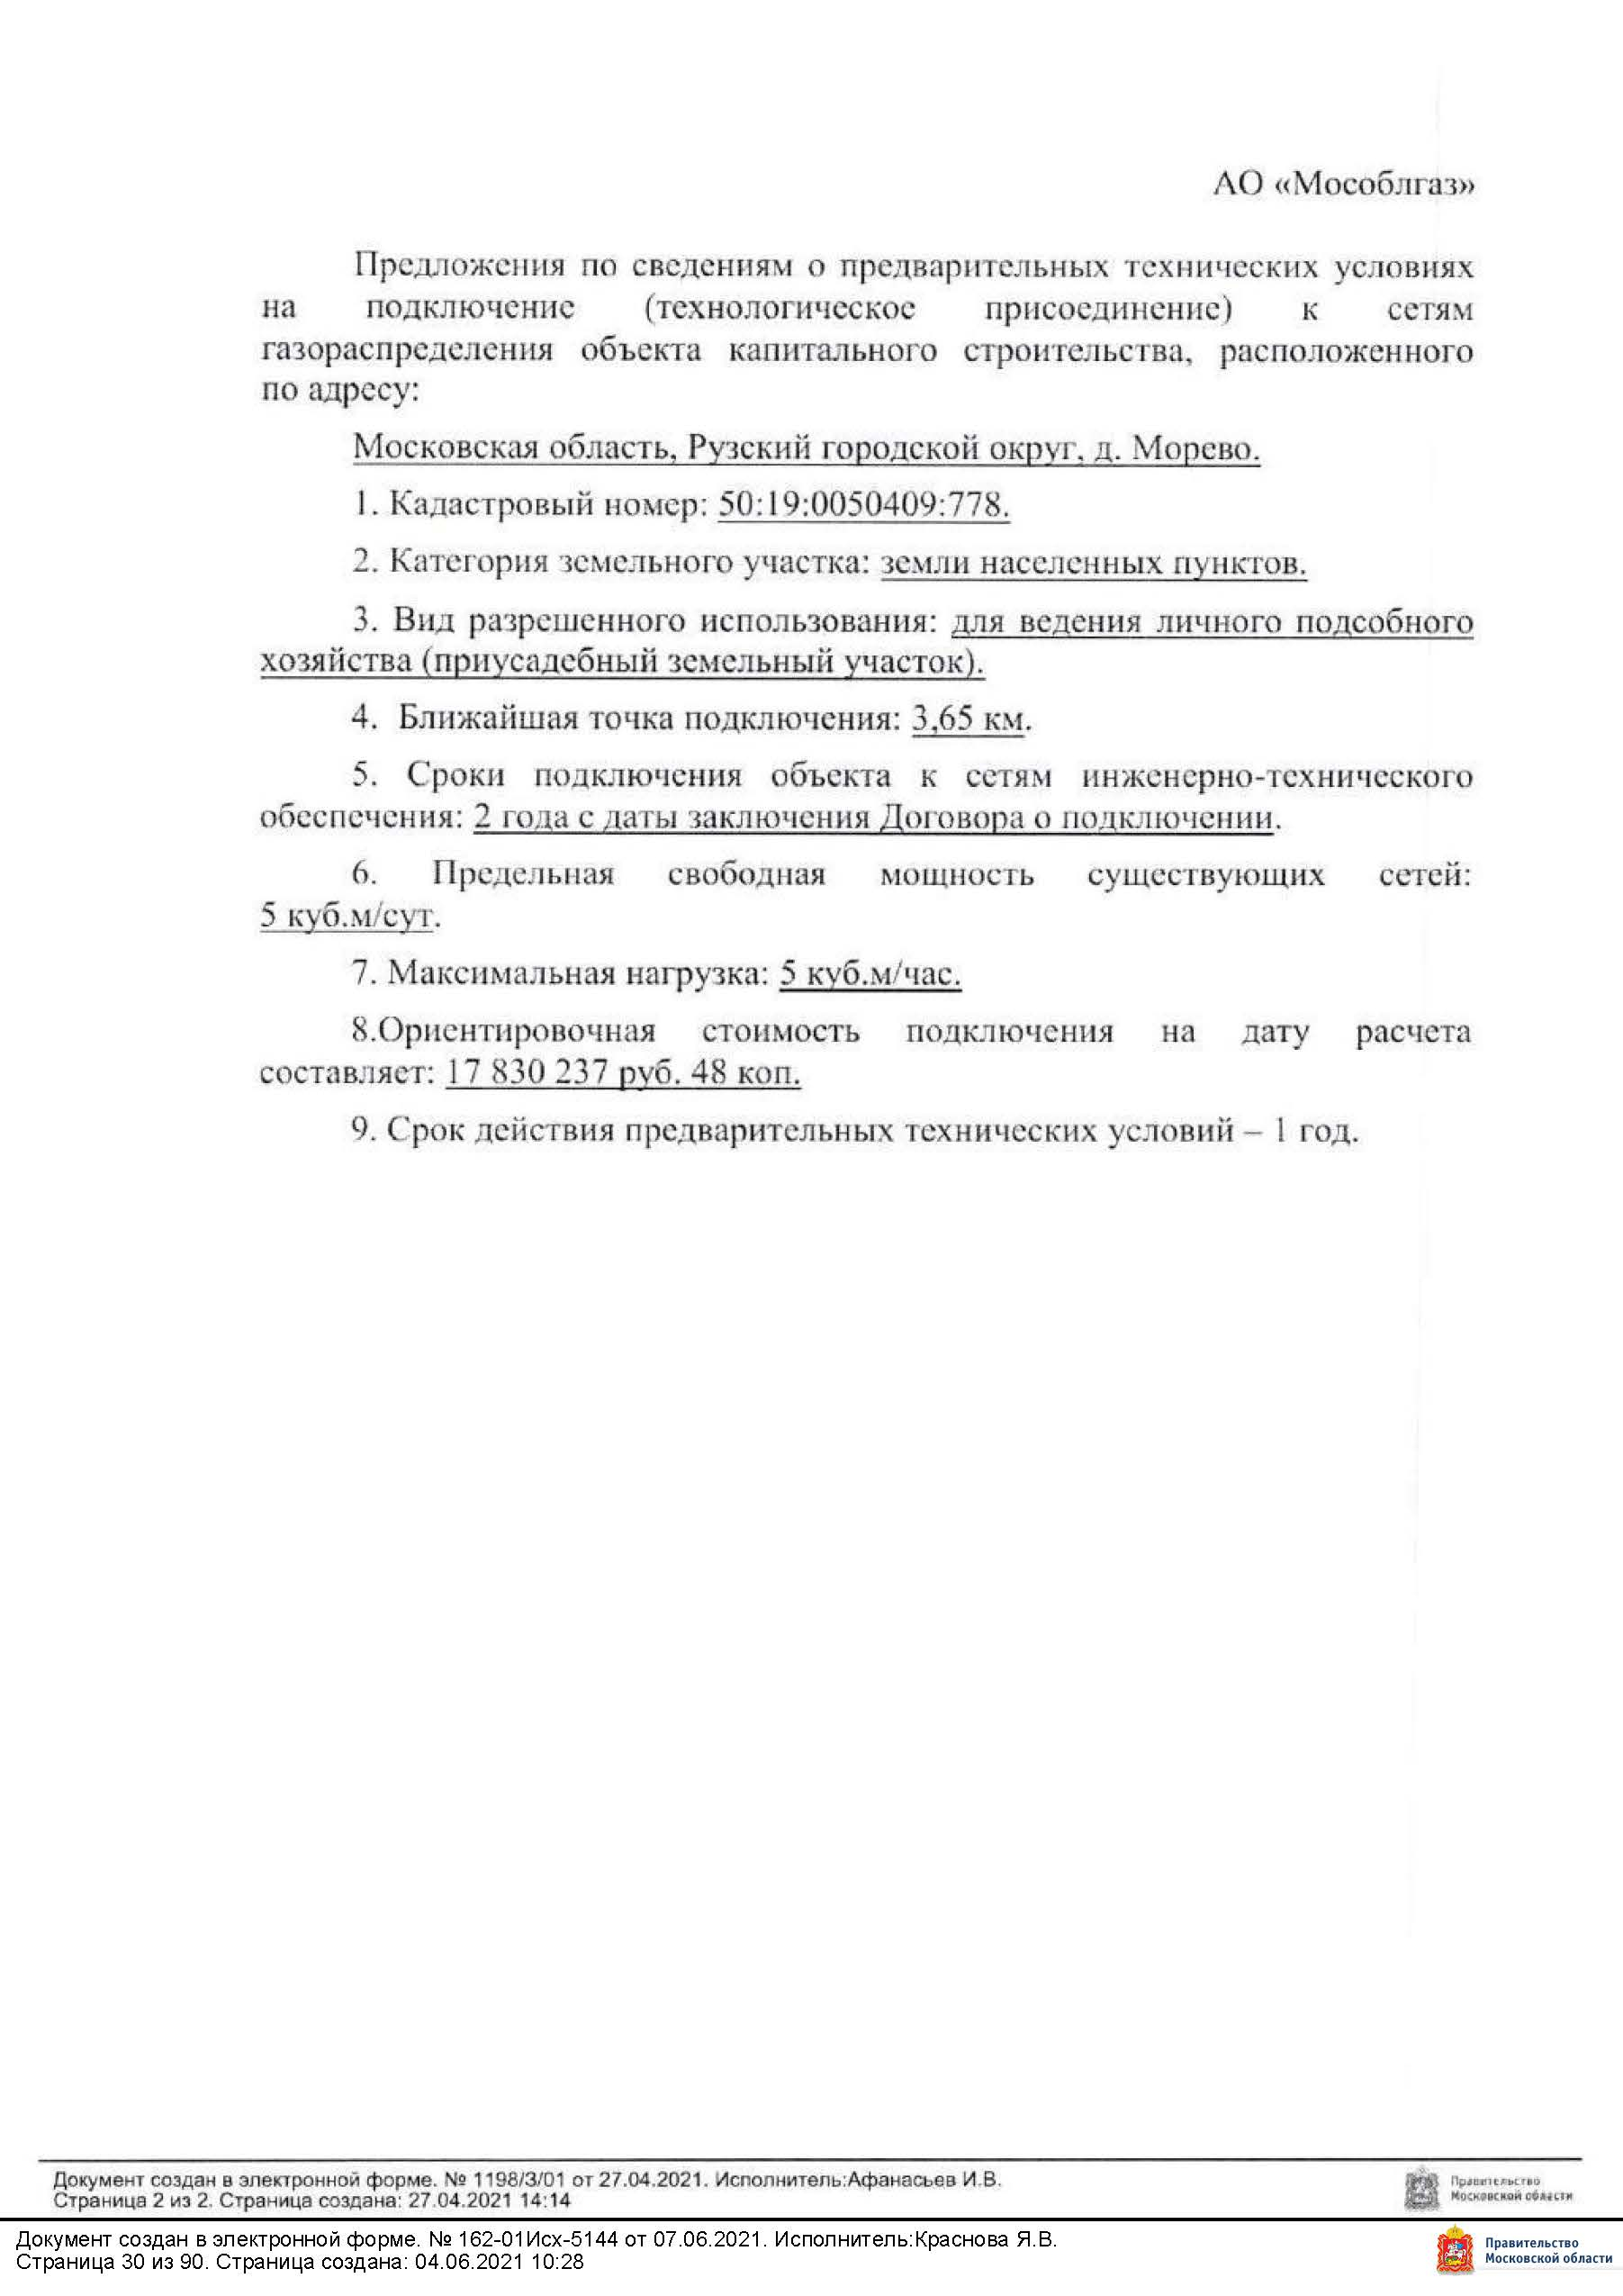 АО «Мособлгаз»
Предложения по сведениям о предварительных технических условиях
на подключение (технологическое присоединение) к сетям
газораспределения объекта капитального строительства, расположенного
по адресу:
Московская область, Рузский городской округ, д. Морево.
1. Кадастровый номер: 50:19:0050409:778.
2. Категория земельного участка: земли населенных пунктов.
3. Вид разрешенного использования: для ведения личного подсобного
хозяйства (приусадебный земельный участок).
4. Ближайшая точка подключения: 3,65 км.
5. Сроки подключения объекта к сетям инженерно-технического
обеспечения: 2 года с даты заключения Договора о подключении.
6. Предельная свободная мощность существующих сетей:
5 куб.м/сут.
7. Максимальная нагрузка: 5 куб.м/час.
8.Ориентировочная стоимость подключения на дату расчета
составляет: 17 830 237 руб. 48 коп.
9. Срок действия предварительных технических условий – 1 год.
Документ создан в электронной форме. № 1198/3/01 от 27.04.2021. Исполнитель:Афанасьев И.В.
Страница 2 из 2. Страница создана: 27.04.2021 14:14
Правительство
Московской области
Документ создан в электронной форме. № 162-01Исх-5144 от 07.06.2021. Исполнитель:Краснова Я.В.
Страница 30 из 90. Страница создана: 04.06.2021 10:28
Правительство
Московской области